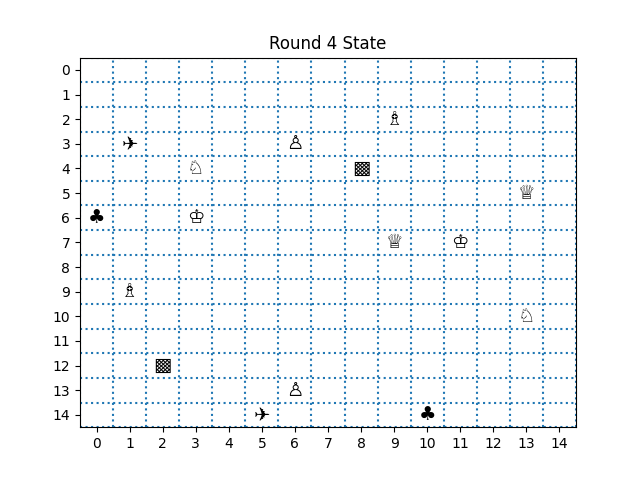 Round 4 State
0
1
2 ♗
3 ✈ ♙
4 ♘ ▩
5 ♕
6 ♣ ♔
7 ♕ ♔
8
9 ♗
10 ♘
11
12 ▩
13 ♙
14 ✈ ♣
0 1 2 3 4 5 6 7 8 9 10 11 12 13 14